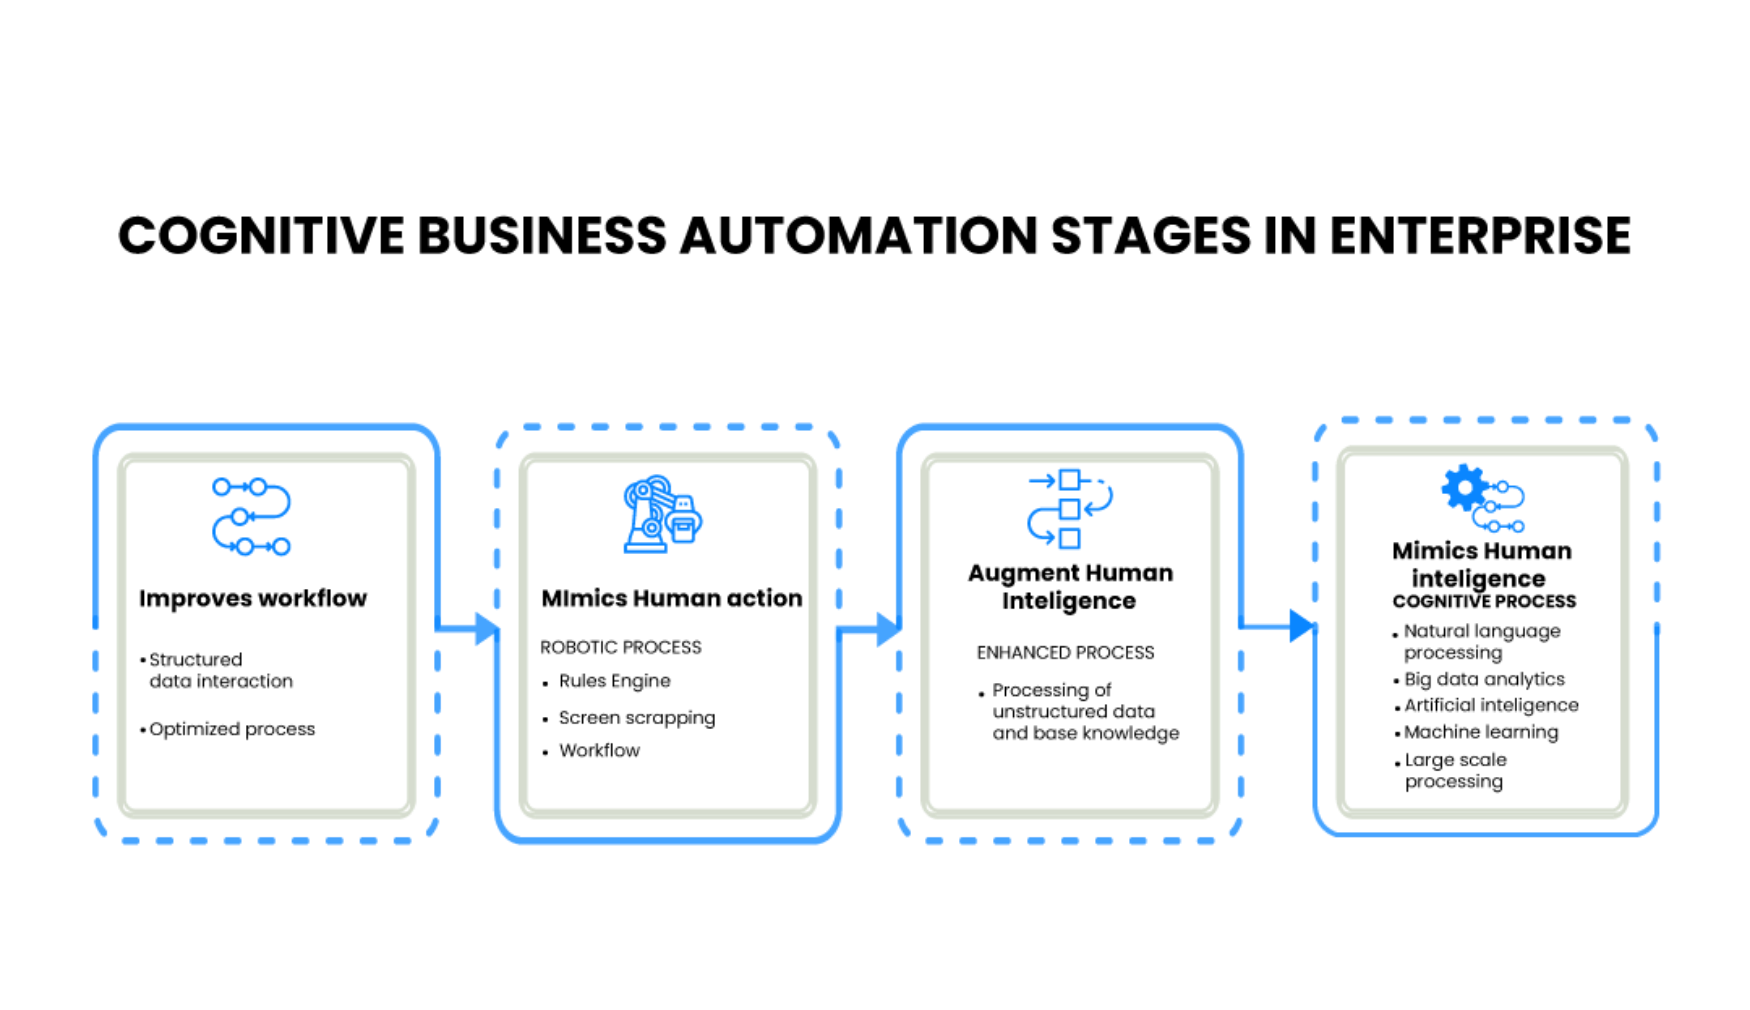 COGNITIVE BUSINESS AUTOMATION STAGES IN ENTERPRISE
Improves workflow
• Structured
data interaction
• Optimized process
MImics Human action
ROBOTIC PROCESS
• Rules Engine
• Screen scrapping
• Workflow
Augment Human
Inteligence
ENHANCED PROCESS
• Processing of
unstructured data
and base knowledge
Mimics Human
inteligence
COGNITIVE PROCESS
• Natural language
processing
• Big data analytics
• Artificial inteligence
• Machine learning
• Large scale
processing